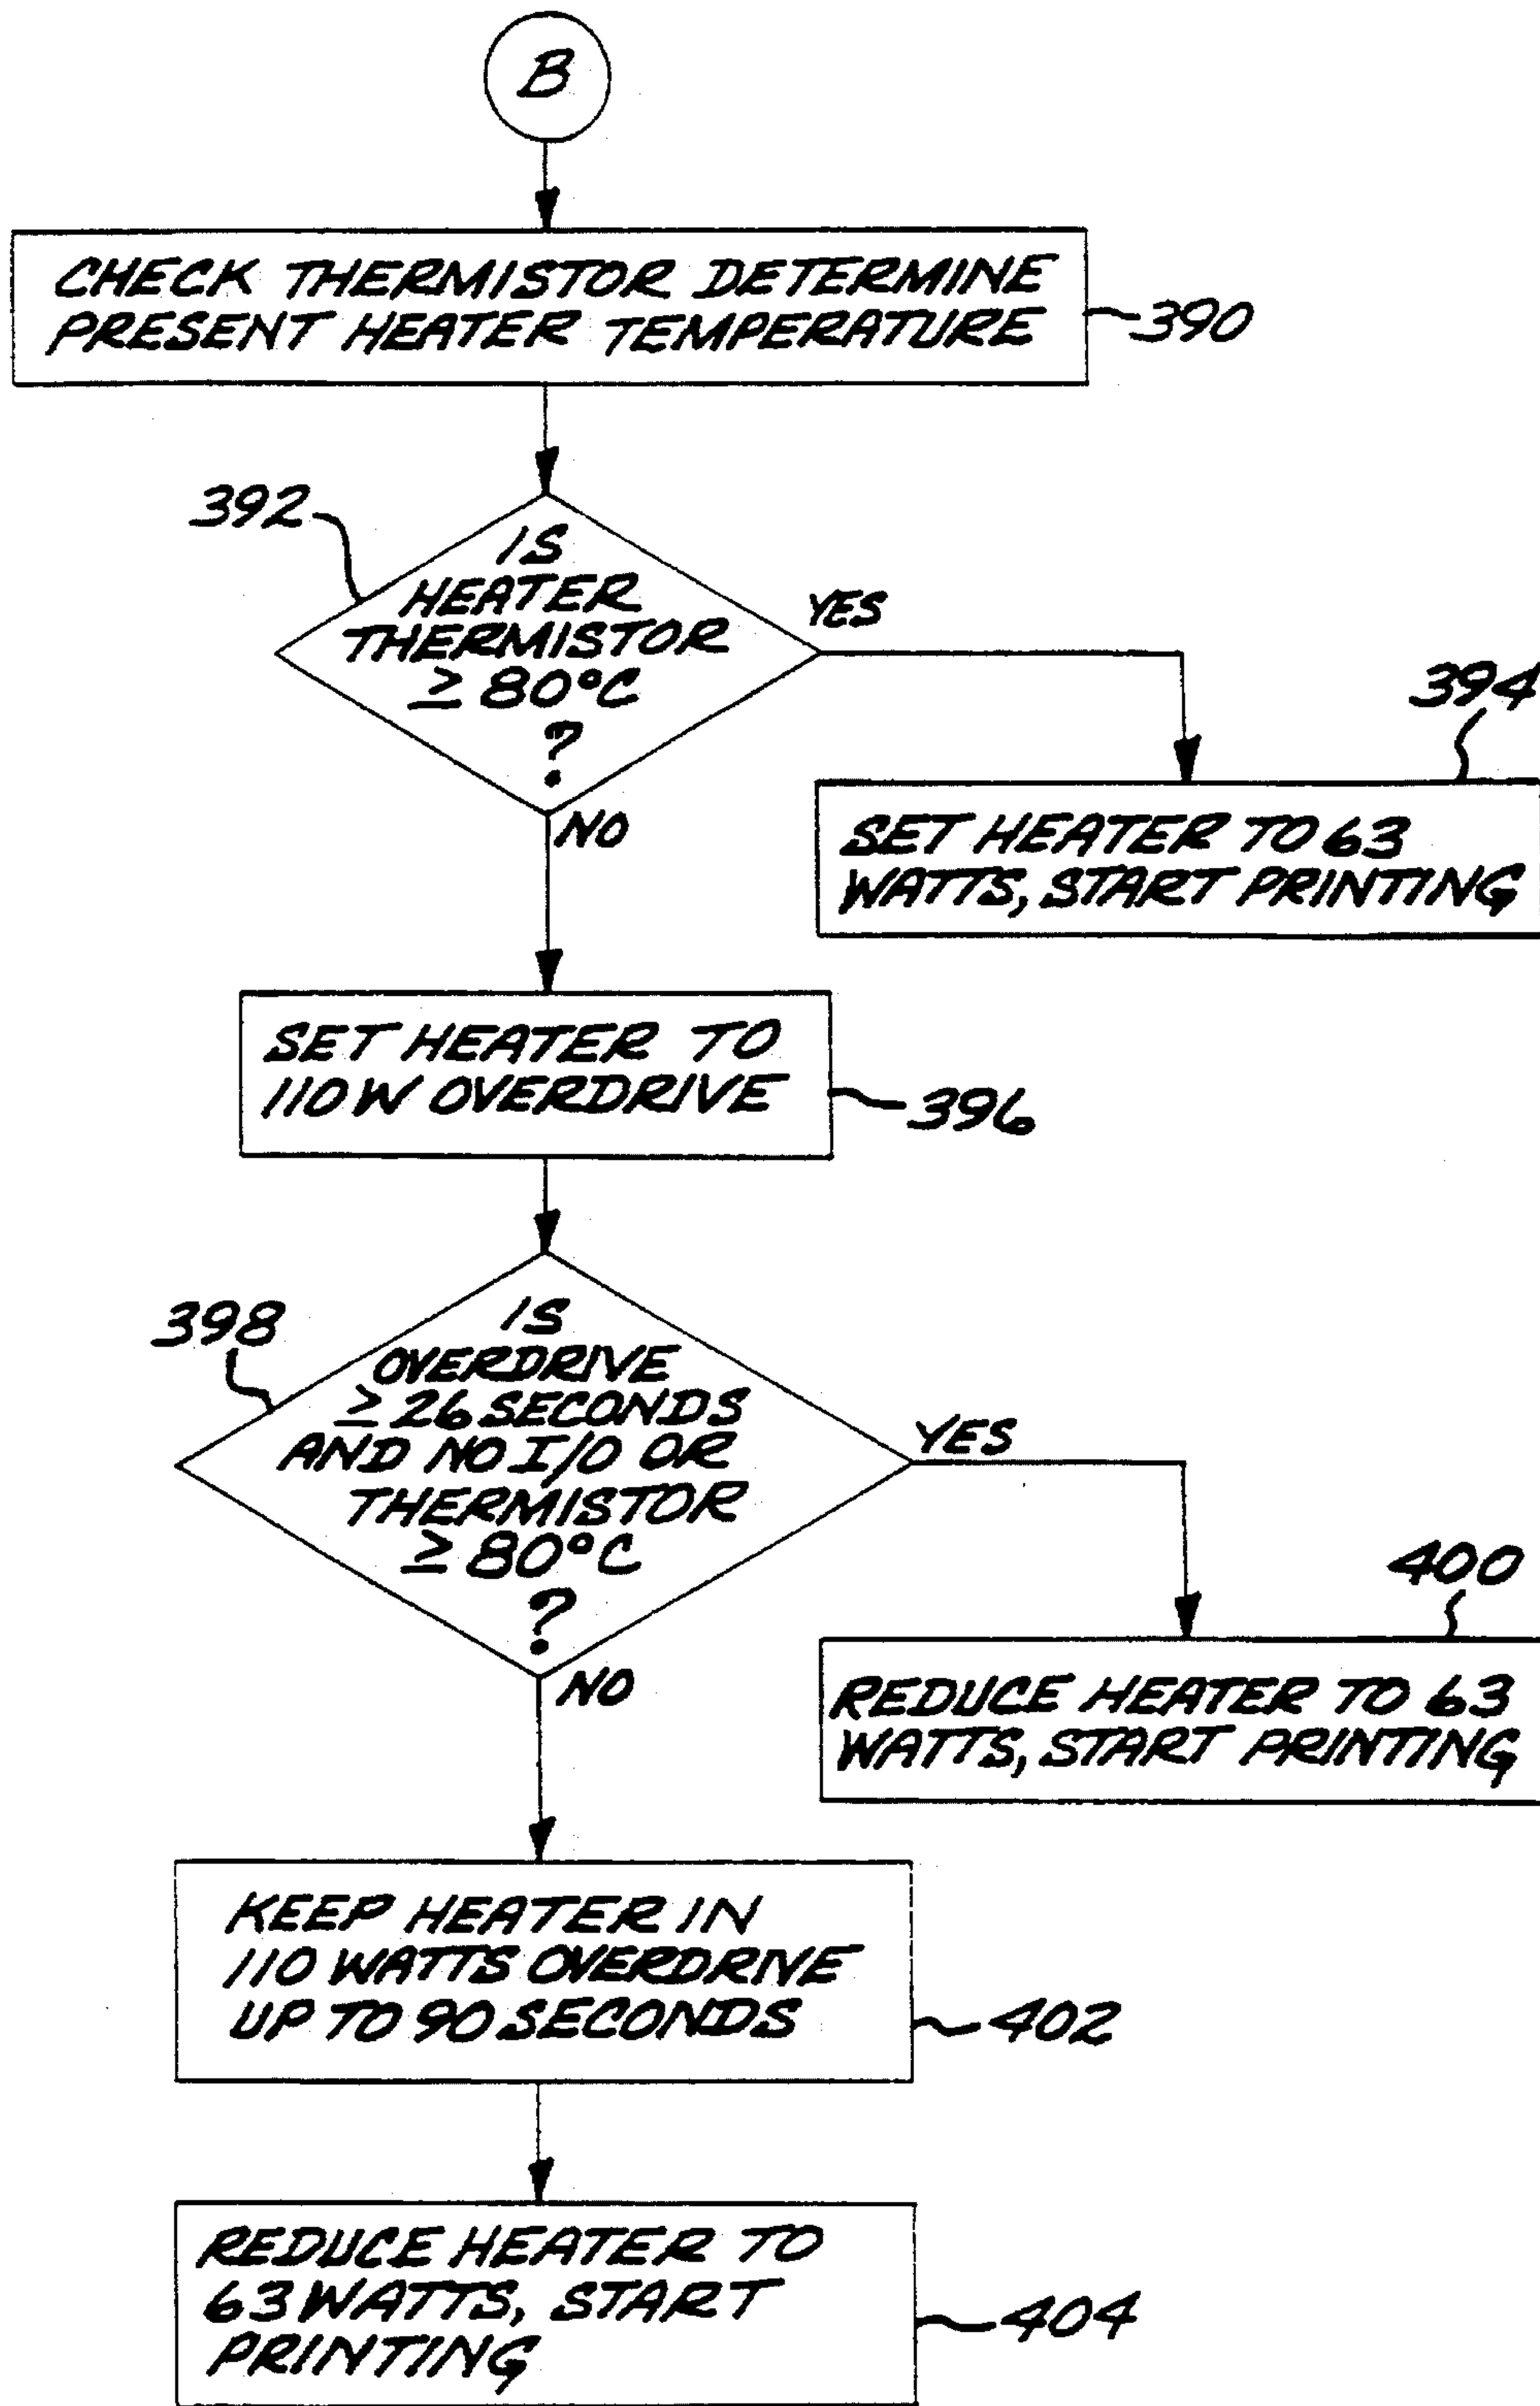 B
CHECK THERMISTOR DETERMINE
PRESENT HEATER TEMPERATURE
390
392
IS
HEATER
THERMISTOR
≥ 80°C
?
YES
NO
394
SET HEATER TO 63
WATTS, START PRINTING
SET HEATER TO
110W OVERDRIVE
396
398
IS
OVERDRIVE
≥ 26 SECONDS
AND NO I/O OR
THERMISTOR
≥ 80°C
?
YES
NO
400
REDUCE HEATER TO 63
WATTS, START PRINTING
KEEP HEATER IN
110 WATTS OVERDRIVE
UP TO 90 SECONDS
402
REDUCE HEATER TO
63 WATTS, START
PRINTING
404